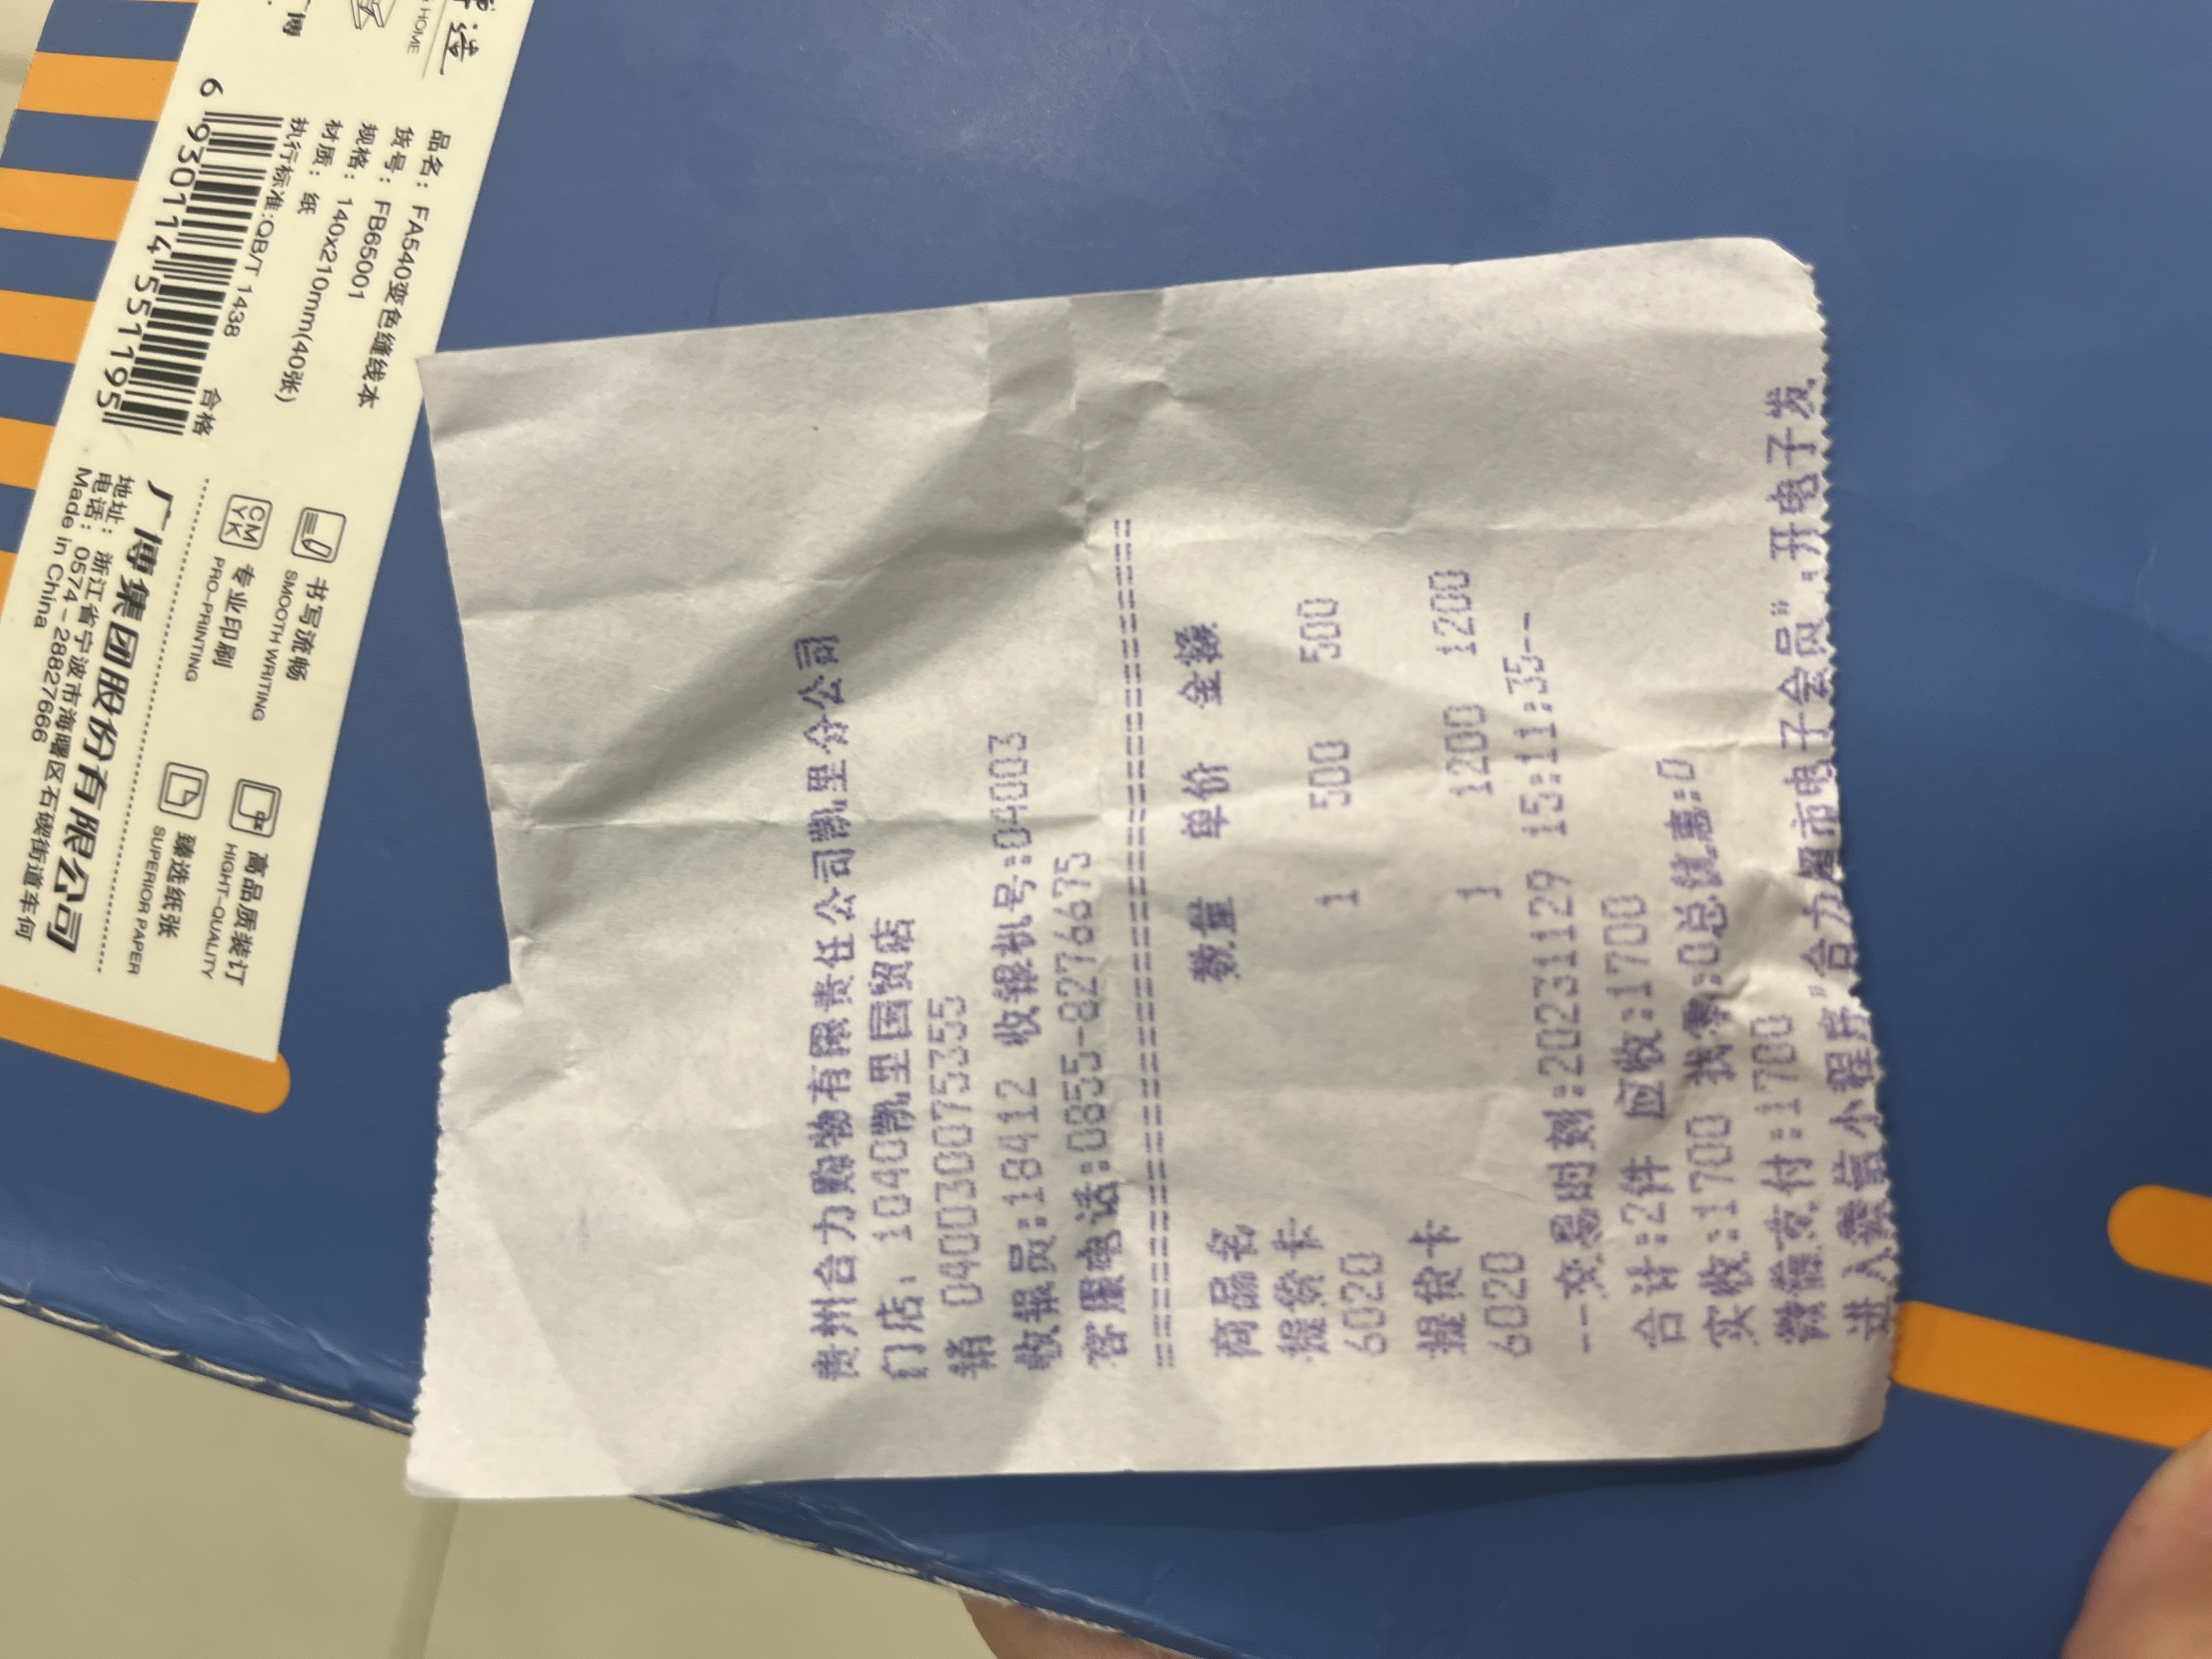 贵州合力购物有限责任公司凯里分公司
门店: 1040凯里国贸店
销 040030075355
收银员:18412 收银机号:04003
客服电话:0855-8276675
商品名 数量 单价 金额
提货卡
6020 1 500 500
提货卡
6020 1 1200 1200
--交易时刻:20231129 15:11:35--
合计:2件 应收:1700
实收:1700 找零:0总优惠:0
微信支付:1700
进入微信小程序"合力超市电子会员",开电子发
HOME
品名: FA540变色缝线本
货号: FB650001
规格: 140x210mm(40张)
材质: 纸
执行标准:QB/T 1438
合格
6 930114 551195
书写流畅
SMOOTH WRITING
高品质装订
HIGHT-QUALITY
专业印刷
PRO-PRINTING
臻选纸张
SUPERIOR PAPER
CM
YK
广博集团股份有限公司
地址: 浙江省宁波市海曙区石碶街道车何
电话: 0574-28827666
Made in China